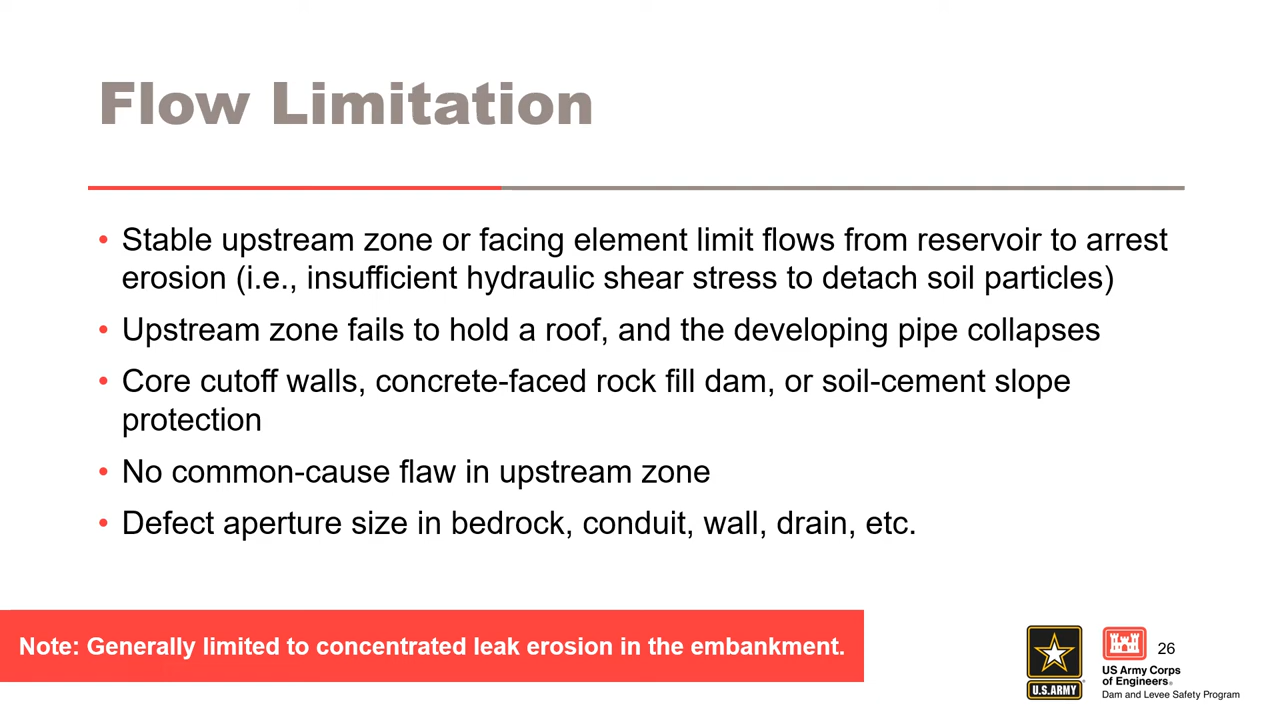 Flow Limitation
• Stable upstream zone or facing element limit flows from reservoir to arrest
erosion (i.e., insufficient hydraulic shear stress to detach soil particles)
• Upstream zone fails to hold a roof, and the developing pipe collapses
• Core cutoff walls, concrete-faced rock fill dam, or soil-cement slope
protection
• No common-cause flaw in upstream zone
• Defect aperture size in bedrock, conduit, wall, drain, etc.
Note: Generally limited to concentrated leak erosion in the embankment.
U.S.ARMY
US Army Corps
of Engineers®
Dam and Levee Safety Program
26